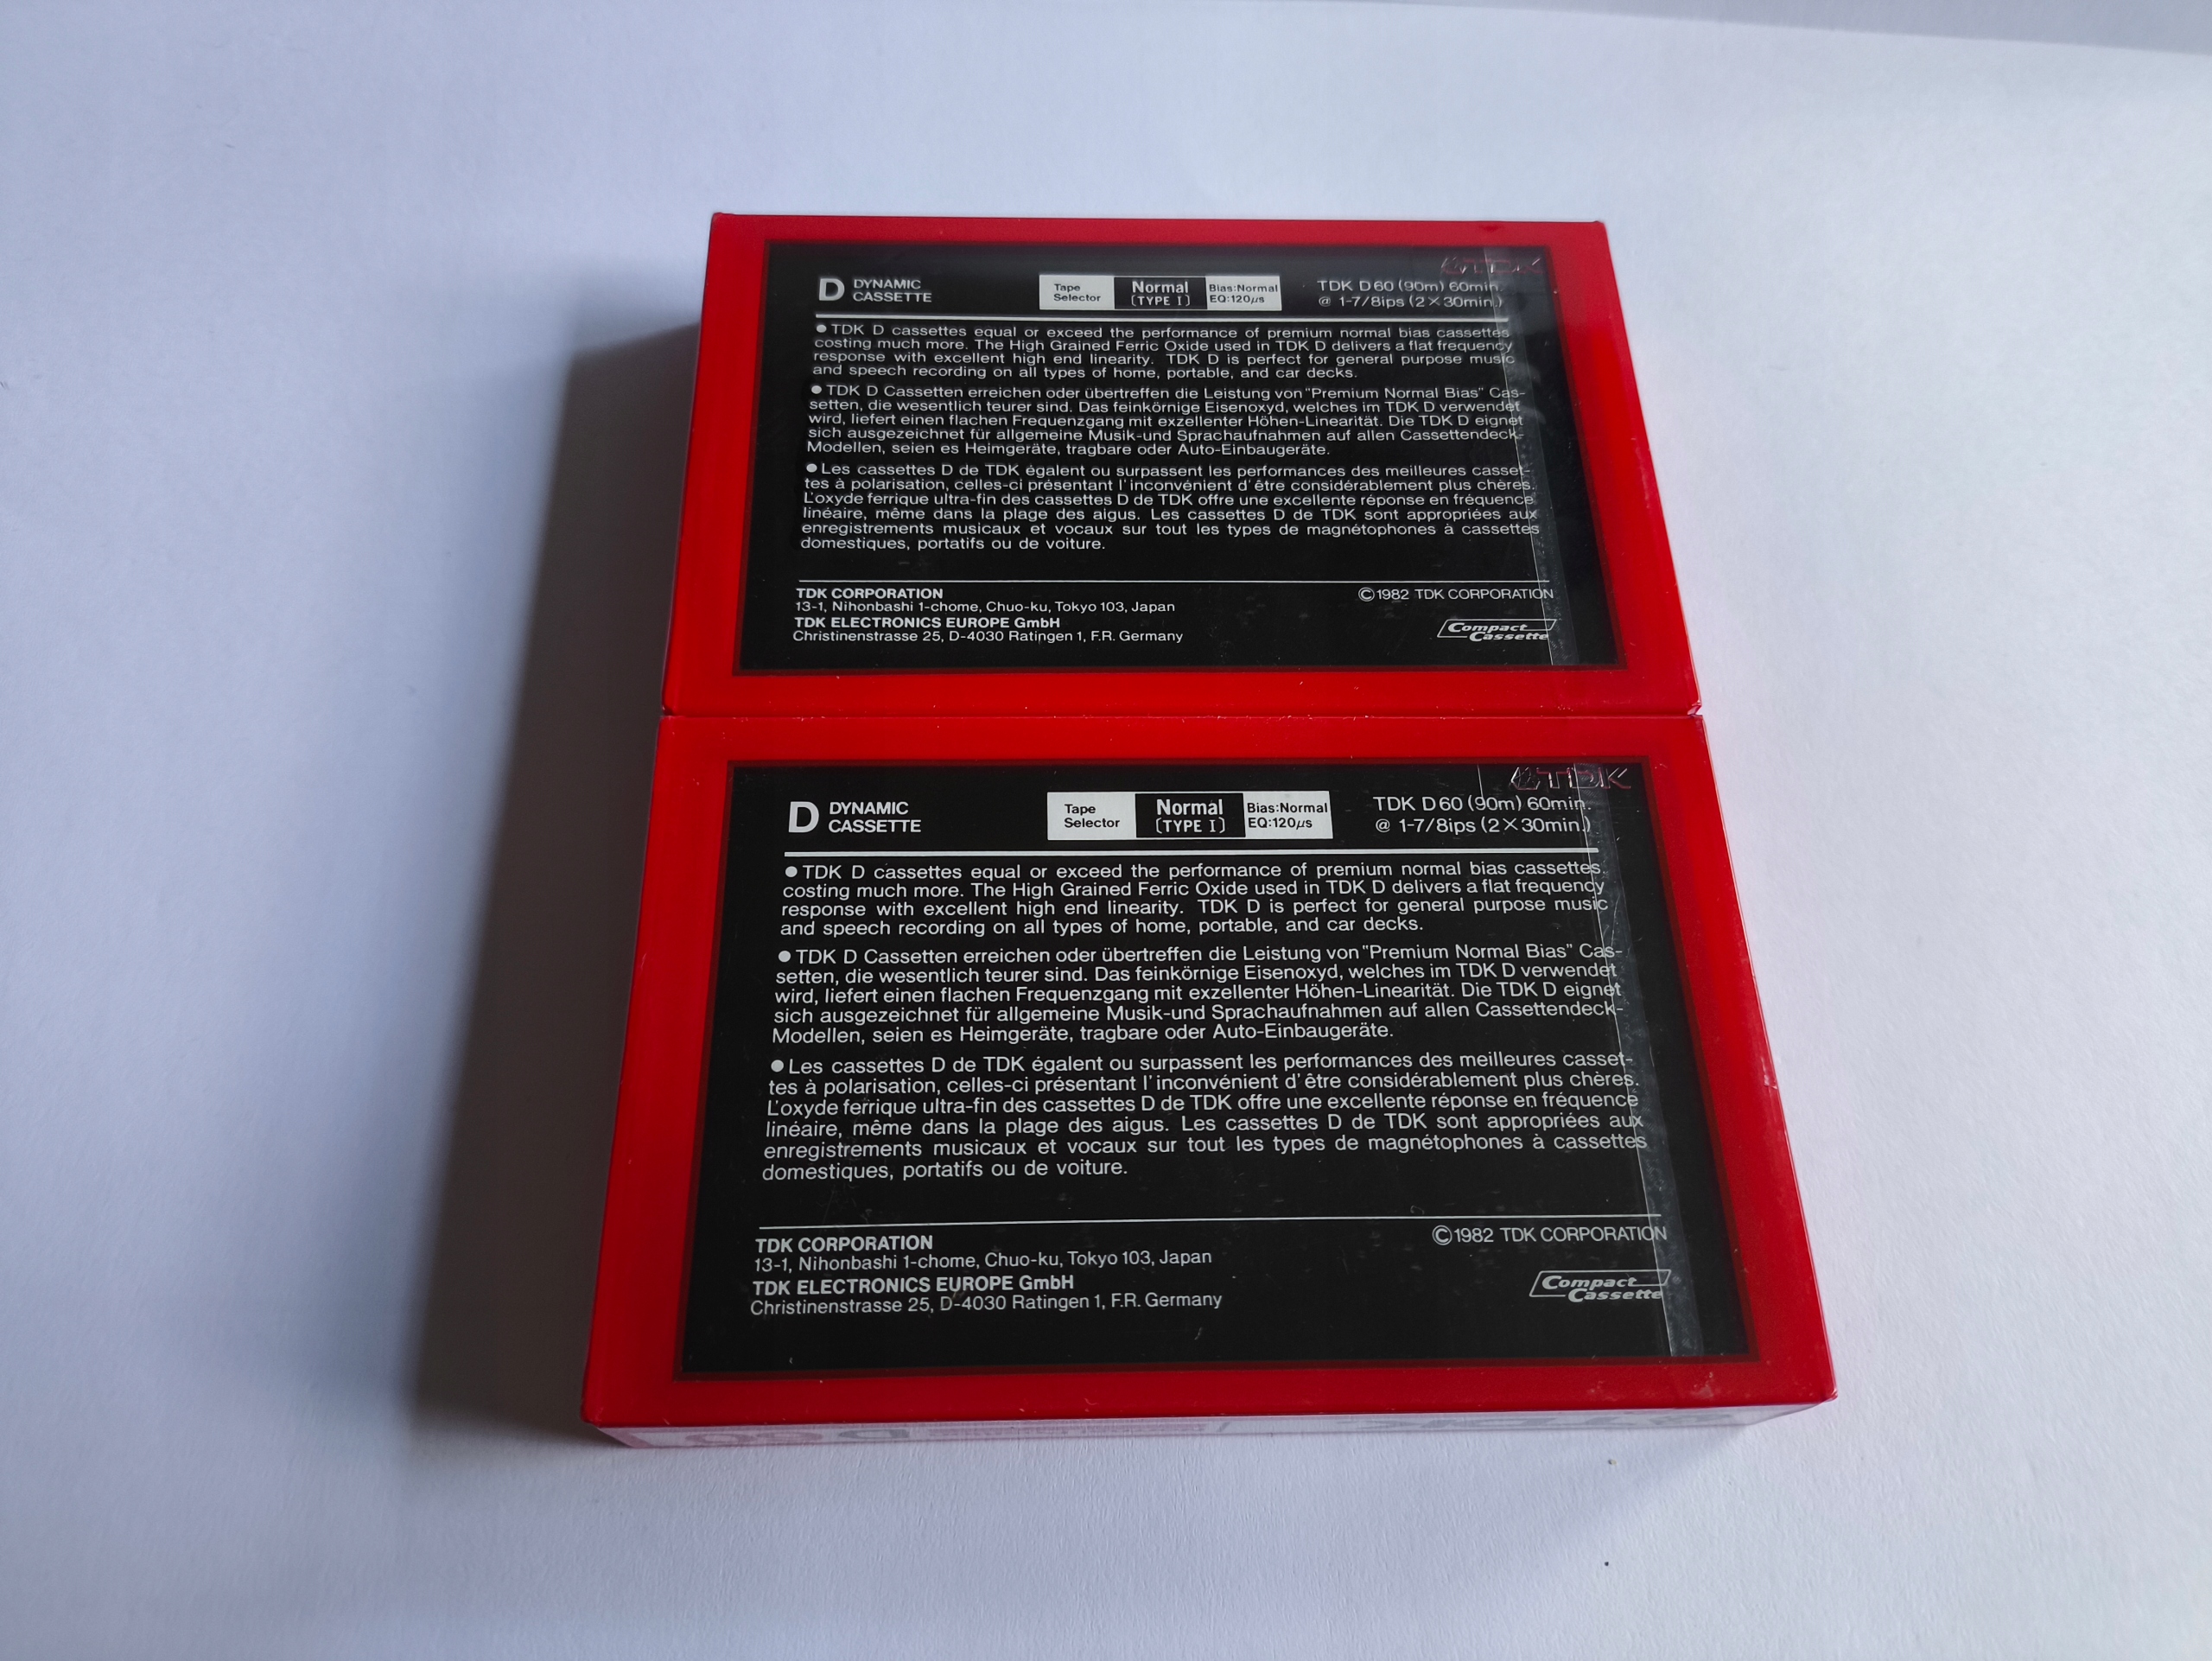 TDK
D DYNAMIC CASSETTE
Tape Selector
Normal (TYPE I)
Bias:Normal EQ:120µs
TDK D60 (90m) 60min.
@ 1-7/8ips (2×30min.)
●TDK D cassettes equal or exceed the performance of premium normal bias cassettes
costing much more. The High Grained Ferric Oxide used in TDK D delivers a flat frequency
response with excellent high end linearity. TDK D is perfect for general purpose music
and speech recording on all types of home, portable, and car decks.
●TDK D Cassetten erreichen oder übertreffen die Leistung von "Premium Normal Bias" Cas-
setten, die wesentlich teurer sind. Das feinkörnige Eisenoxyd, welches im TDK D verwendet
wird, liefert einen flachen Frequenzgang mit exzellenter Höhen-Linearität. Die TDK D eignet
sich ausgezeichnet für allgemeine Musik-und Sprachaufnahmen auf allen Cassettendeck-
Modellen, seien es Heimgeräte, tragbare oder Auto-Einbaugeräte.
●Les cassettes D de TDK égalent ou surpassent les performances des meilleures casset-
tes à polarisation, celles-ci présentant l'inconvénient d'être considérablement plus chères.
L'oxyde ferrique ultra-fin des cassettes D de TDK offre une excellente réponse en fréquence
linéaire, même dans la plage des aigus. Les cassettes D de TDK sont appropriées aux
enregistrements musicaux et vocaux sur tout les types de magnétophones à cassettes
domestiques, portatifs ou de voiture.
TDK CORPORATION
13-1, Nihonbashi 1-chome, Chuo-ku, Tokyo 103, Japan
TDK ELECTRONICS EUROPE GmbH
Christinenstrasse 25, D-4030 Ratingen 1, F.R. Germany
©1982 TDK CORPORATION
Compact
Cassette
TDK
D DYNAMIC CASSETTE
Tape Selector
Normal (TYPE I)
Bias:Normal EQ:120µs
TDK D60 (90m) 60min.
@ 1-7/8ips (2×30min.)
●TDK D cassettes equal or exceed the performance of premium normal bias cassettes
costing much more. The High Grained Ferric Oxide used in TDK D delivers a flat frequency
response with excellent high end linearity. TDK D is perfect for general purpose music
and speech recording on all types of home, portable, and car decks.
●TDK D Cassetten erreichen oder übertreffen die Leistung von "Premium Normal Bias" Cas-
setten, die wesentlich teurer sind. Das feinkörnige Eisenoxyd, welches im TDK D verwendet
wird, liefert einen flachen Frequenzgang mit exzellenter Höhen-Linearität. Die TDK D eignet
sich ausgezeichnet für allgemeine Musik-und Sprachaufnahmen auf allen Cassettendeck-
Modellen, seien es Heimgeräte, tragbare oder Auto-Einbaugeräte.
●Les cassettes D de TDK égalent ou surpassent les performances des meilleures casset-
tes à polarisation, celles-ci présentant l'inconvénient d'être considérablement plus chères.
L'oxyde ferrique ultra-fin des cassettes D de TDK offre une excellente réponse en fréquence
linéaire, même dans la plage des aigus. Les cassettes D de TDK sont appropriées aux
enregistrements musicaux et vocaux sur tout les types de magnétophones à cassettes
domestiques, portatifs ou de voiture.
TDK CORPORATION
13-1, Nihonbashi 1-chome, Chuo-ku, Tokyo 103, Japan
TDK ELECTRONICS EUROPE GmbH
Christinenstrasse 25, D-4030 Ratingen 1, F.R. Germany
©1982 TDK CORPORATION
Compact
Cassette
D60
TDK